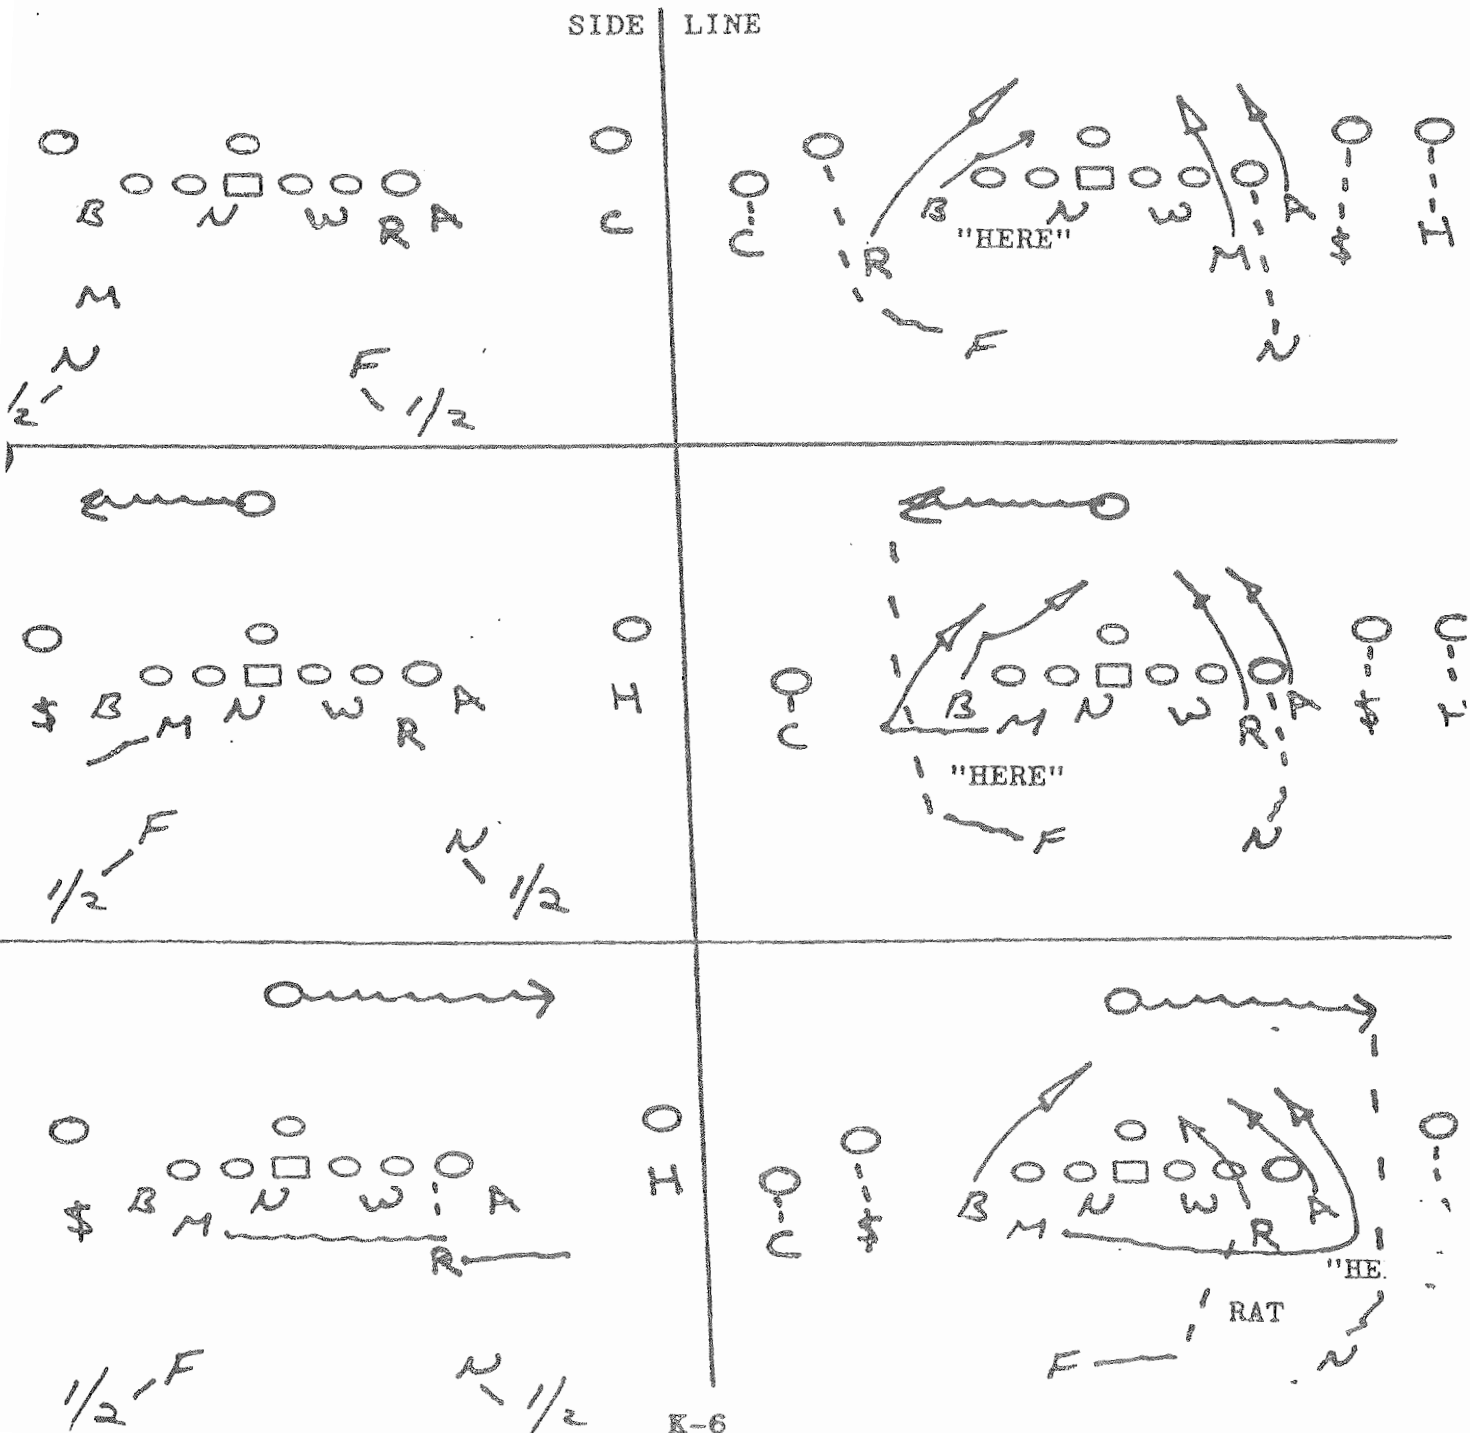 SIDE LINE
B N W R A C
M
N F
1/2 1/2
C B N W A $ I
"HERE"
R M
F N
$ B M N W R A H
F N
1/2 1/2
C B M N W R A $
"HERE"
F N
$ B M N W A H
R
F N
1/2 1/2
C $ B M N W R A
"HE
RAT
F N
K-6